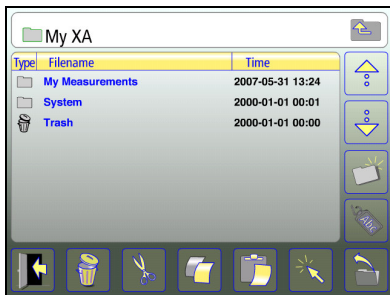 My XA
Type Filename Time
My Measurements 2007-05-31 13:24
System 2000-01-01 00:01
Trash 2000-01-01 00:00
Abc